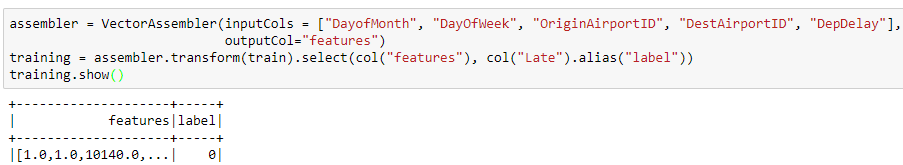 assembler = VectorAssembler(inputCols = ["DayofMonth", "DayOfWeek", "OriginAirportID", "DestAirportID", "DepDelay"],
                            outputCol="features")
training = assembler.transform(train).select(col("features"), col("Late").alias("label"))
training.show()
+--------------------+-----+
|            features|label|
+--------------------+-----+
|[1.0,1.0,10140.0,...|    0|